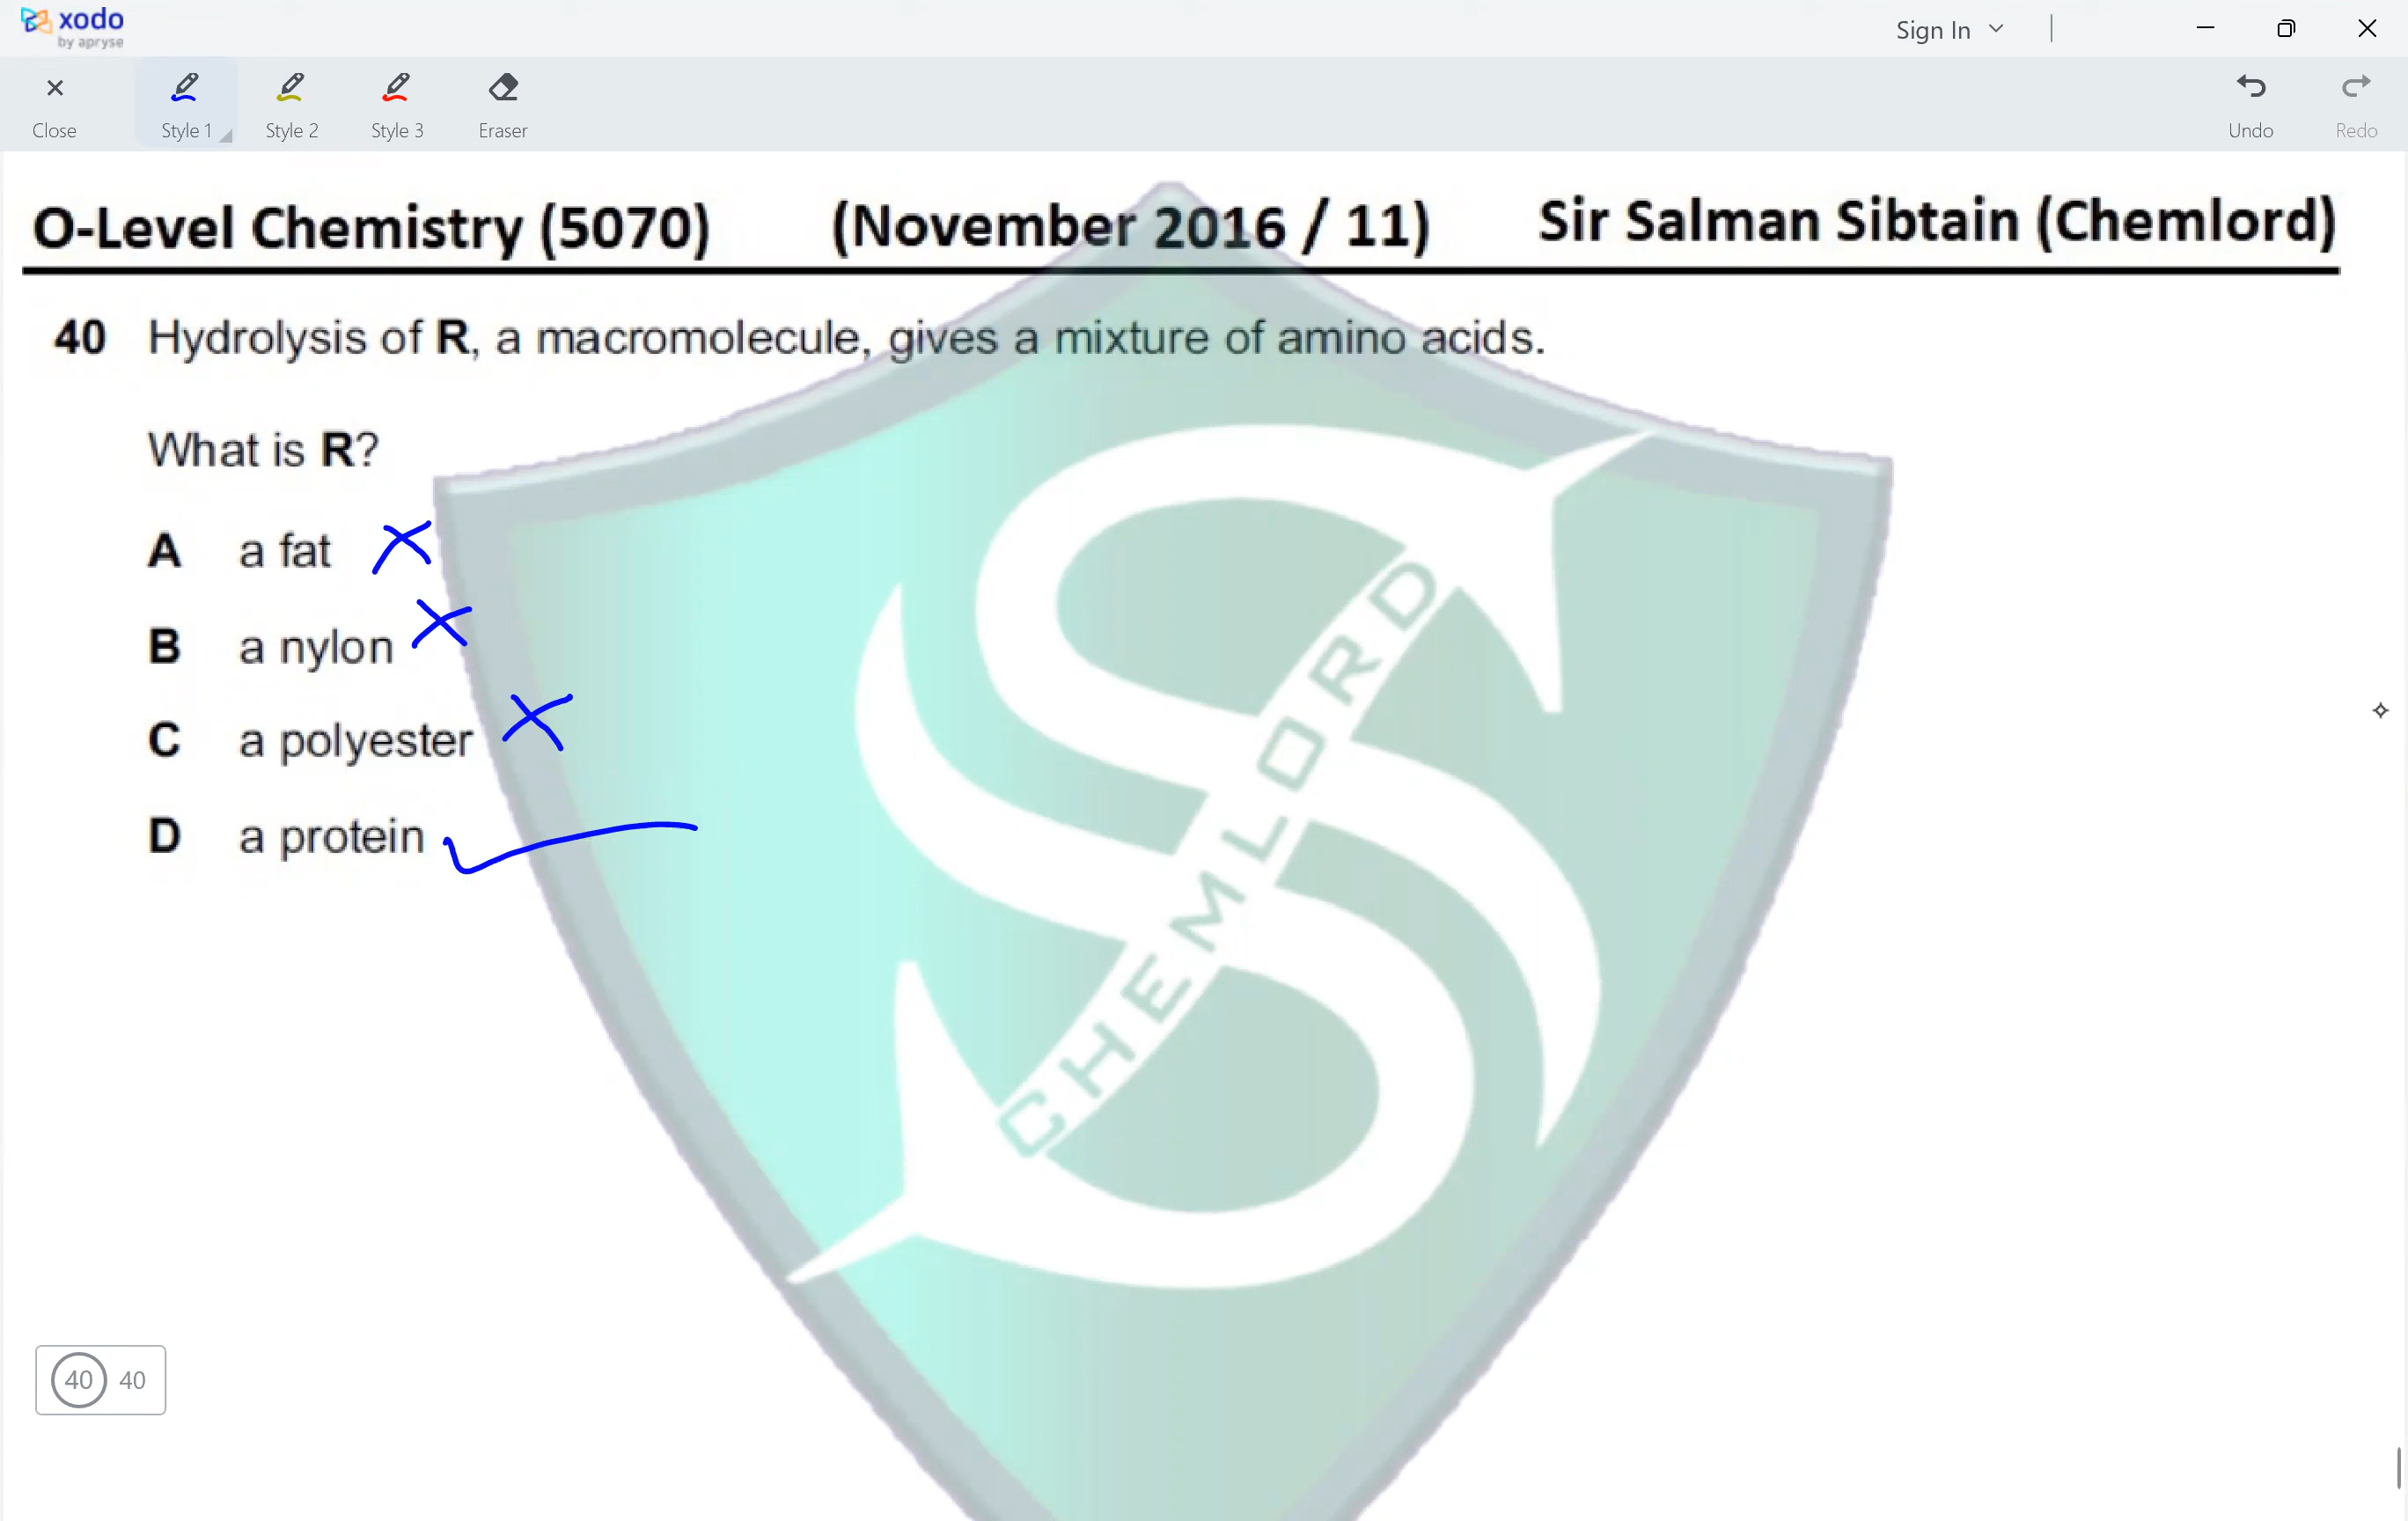 xodo
by apryse
Sign In
Close
Style 1
Style 2
Style 3
Eraser
Undo
Redo
O-Level Chemistry (5070) (November 2016 / 11) Sir Salman Sibtain (Chemlord)
40 Hydrolysis of R, a macromolecule, gives a mixture of amino acids.
What is R?
A a fat
B a nylon
C a polyester
D a protein
CHEMLORD
40 40